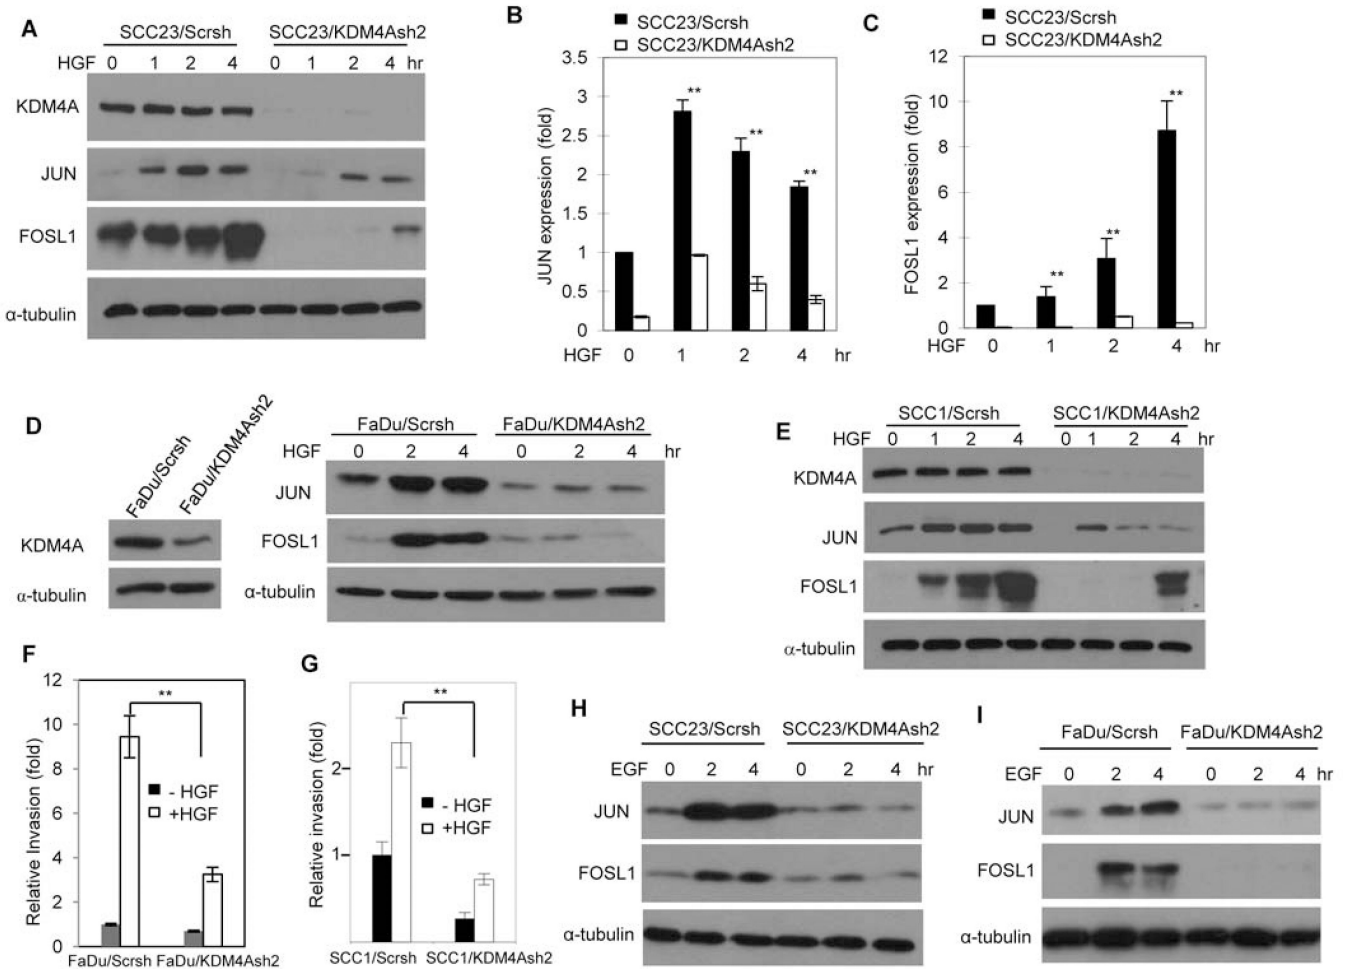 A
SCC23/Scrsh SCC23/KDM4Ash2
HGF 0 1 2 4 0 1 2 4 hr
KDM4A
JUN
FOSL1
α-tubulin
B
SCC23/Scrsh
SCC23/KDM4Ash2
JUN expression (fold)
3.5
3
2.5
2
1.5
1
0.5
0
** ** **
HGF 0 1 2 4 hr
C
SCC23/Scrsh
SCC23/KDM4Ash2
FOSL1 expression (fold)
12
10
8
6
4
2
0
** ** **
HGF 0 1 2 4 hr
D
FaDu/Scrsh
FaDu/KDM4Ash2
KDM4A
α-tubulin
FaDu/Scrsh FaDu/KDM4Ash2
HGF 0 2 4 0 2 4 hr
JUN
FOSL1
α-tubulin
E
SCC1/Scrsh SCC1/KDM4Ash2
HGF 0 1 2 4 0 1 2 4 hr
KDM4A
JUN
FOSL1
α-tubulin
F
Relative Invasion (fold)
12
10
8
6
4
2
0
**
- HGF
+HGF
FaDu/Scrsh FaDu/KDM4Ash2
G
Relative invasion (fold)
2
1
**
- HGF
+HGF
SCC1/Scrsh SCC1/KDM4Ash2
H
SCC23/Scrsh SCC23/KDM4Ash2
EGF 0 2 4 0 2 4 hr
JUN
FOSL1
α-tubulin
I
FaDu/Scrsh FaDu/KDM4Ash2
EGF 0 2 4 0 2 4 hr
JUN
FOSL1
α-tubulin